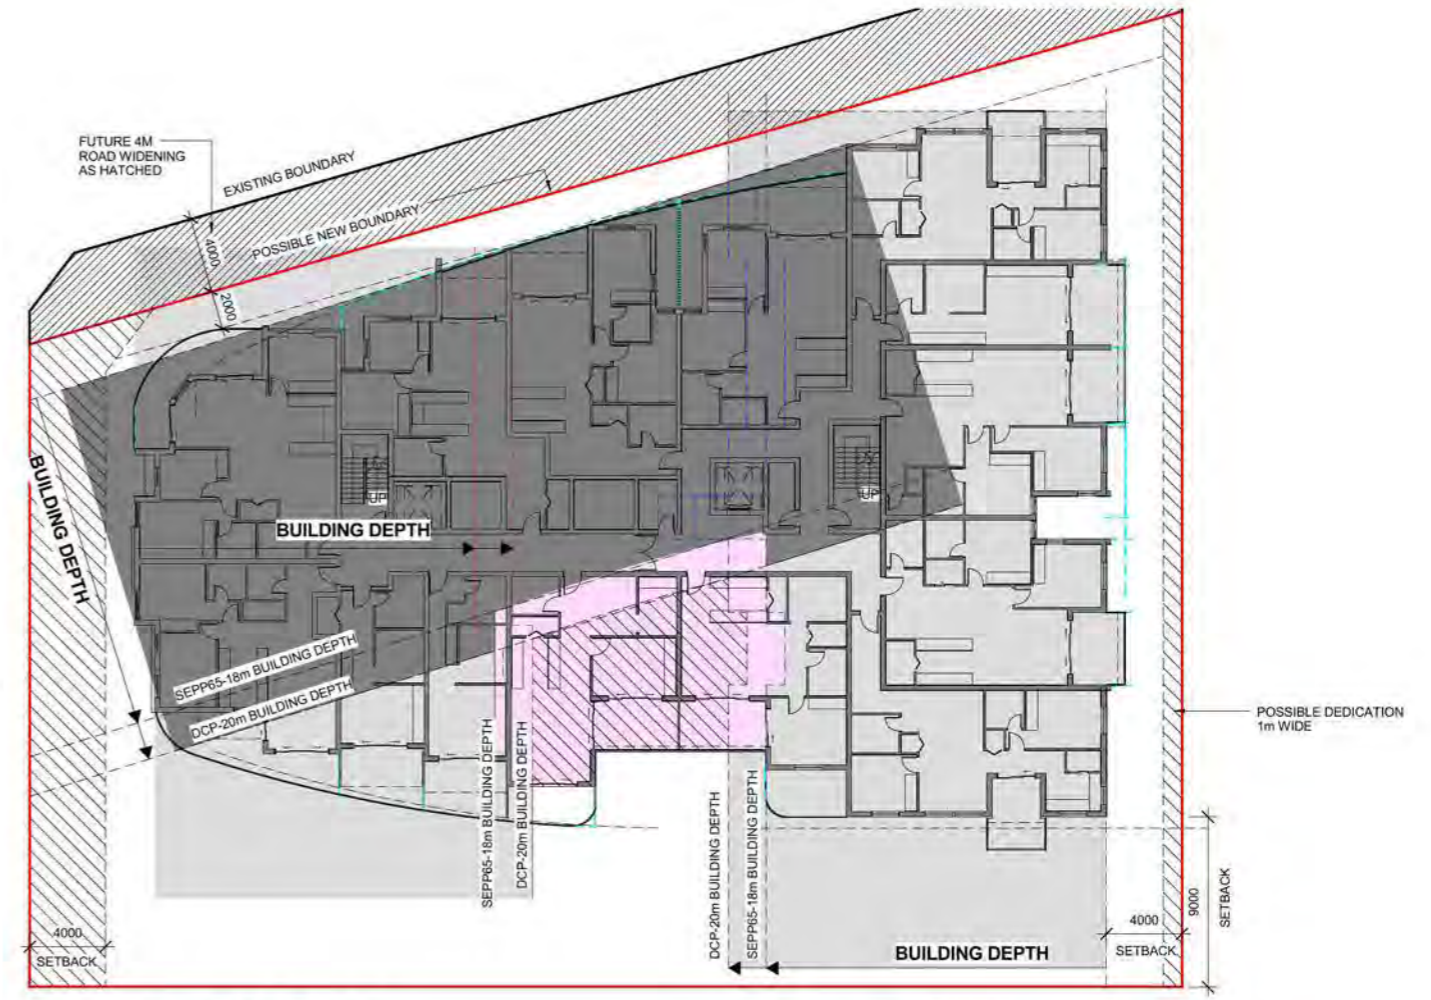 FUTURE 4M
ROAD WIDENING
AS HATCHED
EXISTING BOUNDARY
POSSIBLE NEW BOUNDARY
4000
2000
BUILDING DEPTH
UP
UP
BUILDING DEPTH
SEPP65-18m BUILDING DEPTH
DCP-20m BUILDING DEPTH
SEPP65-18m BUILDING DEPTH
DCP-20m BUILDING DEPTH
DCP-20m BUILDING DEPTH
SEPP65-18m BUILDING DEPTH
POSSIBLE DEDICATION
1m WIDE
9000
SETBACK
4000
SETBACK
4000
SETBACK
BUILDING DEPTH